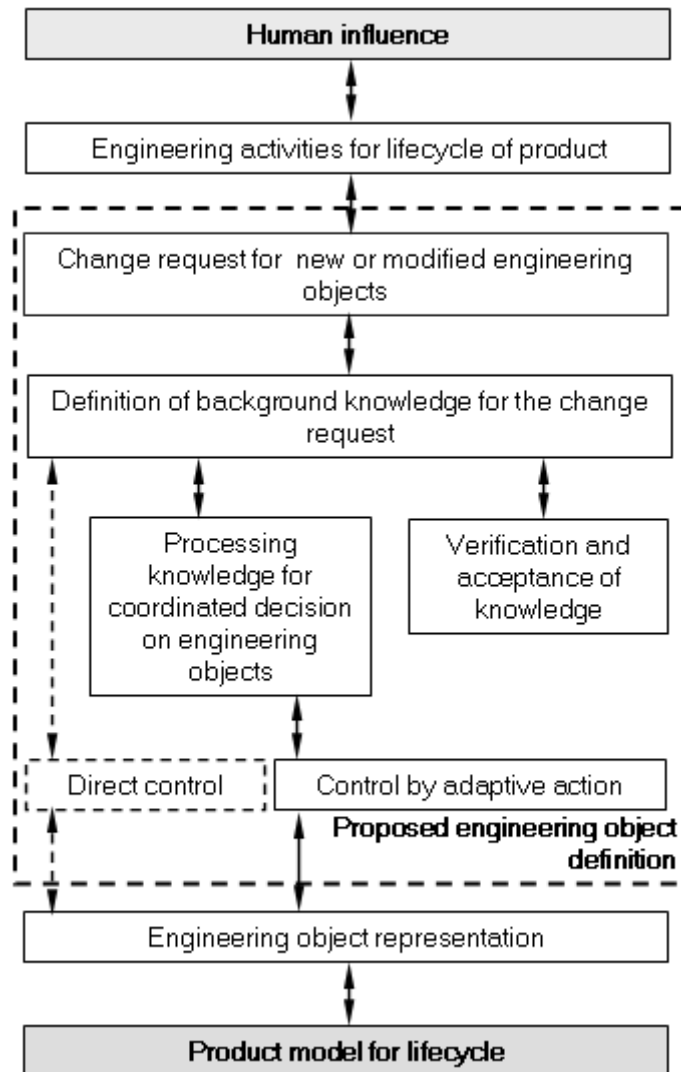 Human influence
Engineering activities for lifecycle of product
Change request for new or modified engineering
objects
Definition of background knowledge for the change
request
Processing
knowledge for
coordinated decision
on engineering
objects
Verification and
acceptance of
knowledge
Direct control
Control by adaptive action
Proposed engineering object
definition
Engineering object representation
Product model for lifecycle